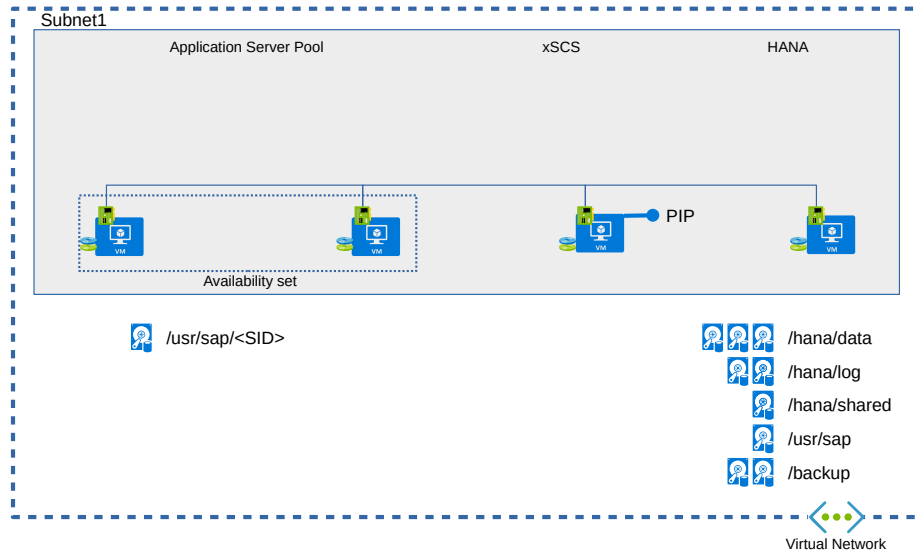 Subnet1
Application Server Pool
xSCS
HANA
PIP
VM
VM
VM
VM
Availability set
/usr/sap/<SID>
/hana/data
/hana/log
/hana/shared
/usr/sap
/backup
Virtual Network